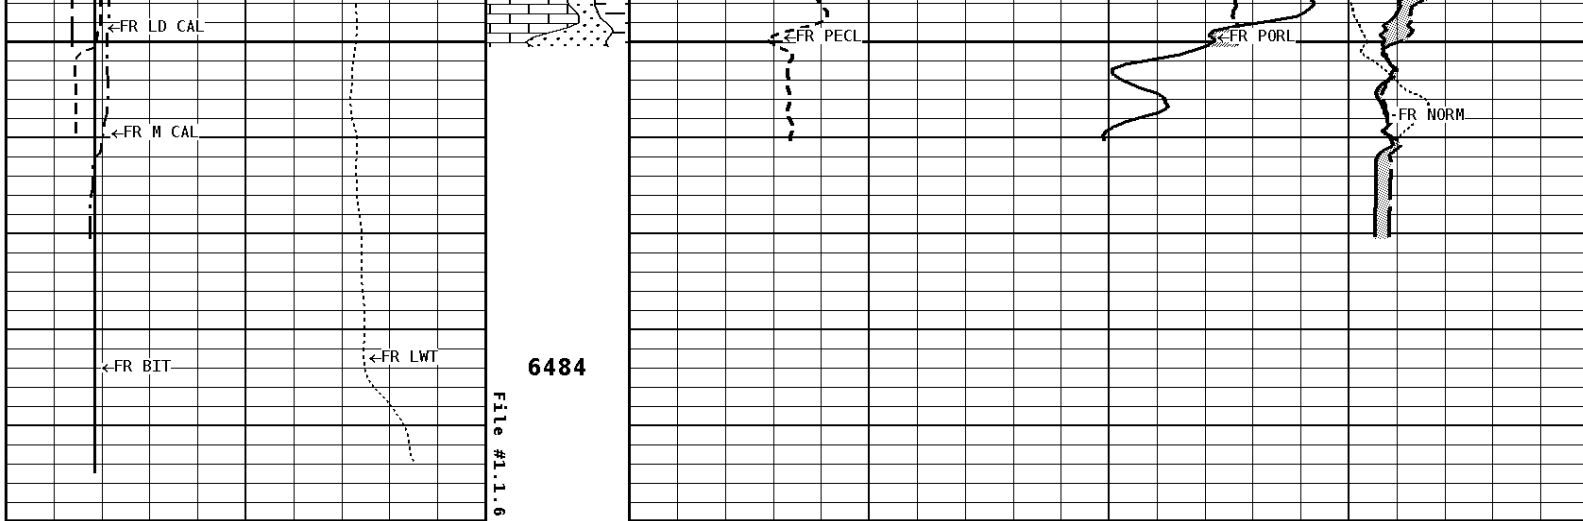 ←FR LD CAL
←FR PECL
←FR PORL
-FR NORM
←FR M CAL
←FR LWT
←FR BIT
6484
File #1.1.6